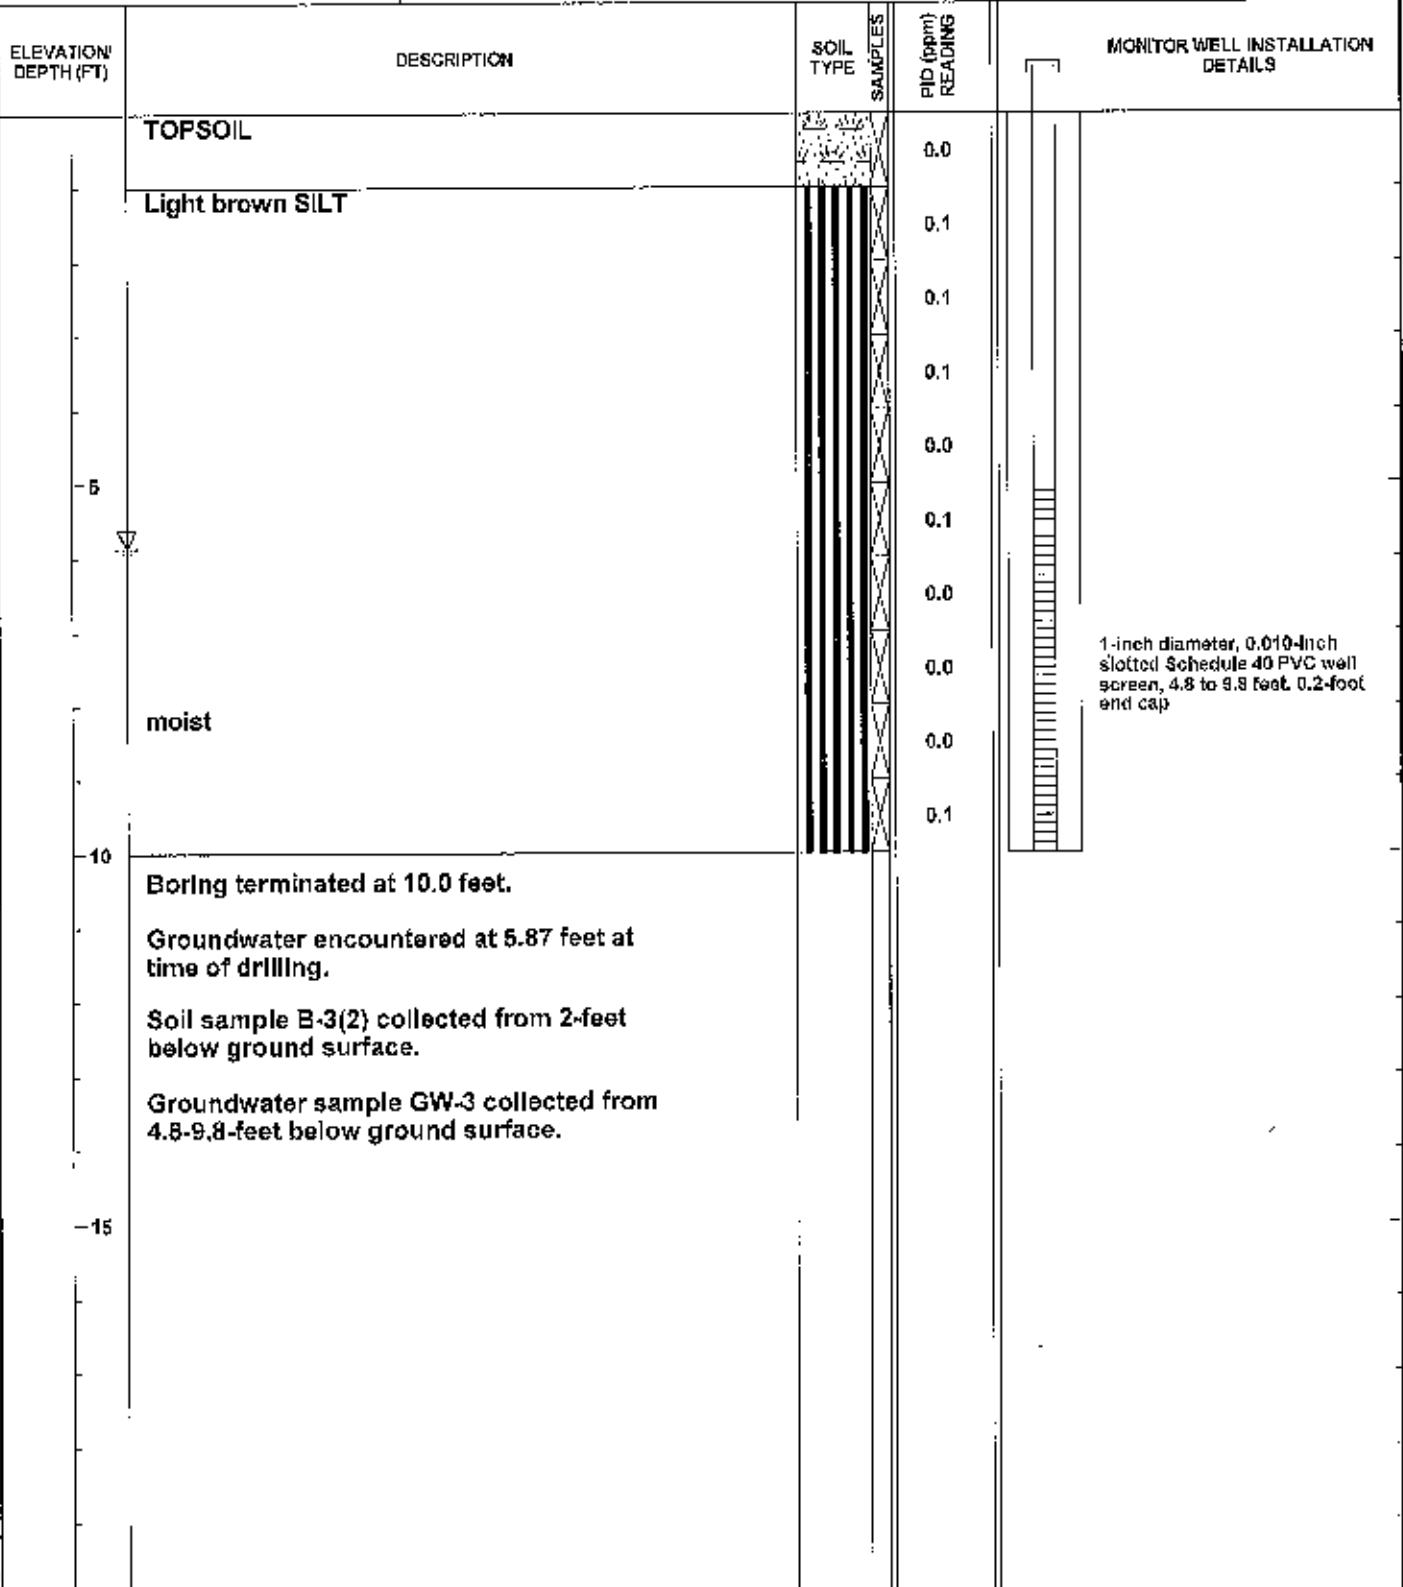 ELEVATION/
DEPTH (FT)
DESCRIPTION
SOIL
TYPE
SAMPLES
PID (ppm)
READING
MONITOR WELL INSTALLATION
DETAILS
TOPSOIL
0.0
Light brown SILT
0.1
0.1
0.1
0.0
5
0.1
0.0
0.0
1-inch diameter, 0.010-inch
slotted Schedule 40 PVC well
screen, 4.8 to 9.8 feet. 0.2-foot
end cap
moist
0.0
0.1
10
Boring terminated at 10.0 feet.
Groundwater encountered at 5.87 feet at
time of drilling.
Soil sample B-3(2) collected from 2-feet
below ground surface.
Groundwater sample GW-3 collected from
4.8-9.8-feet below ground surface.
15